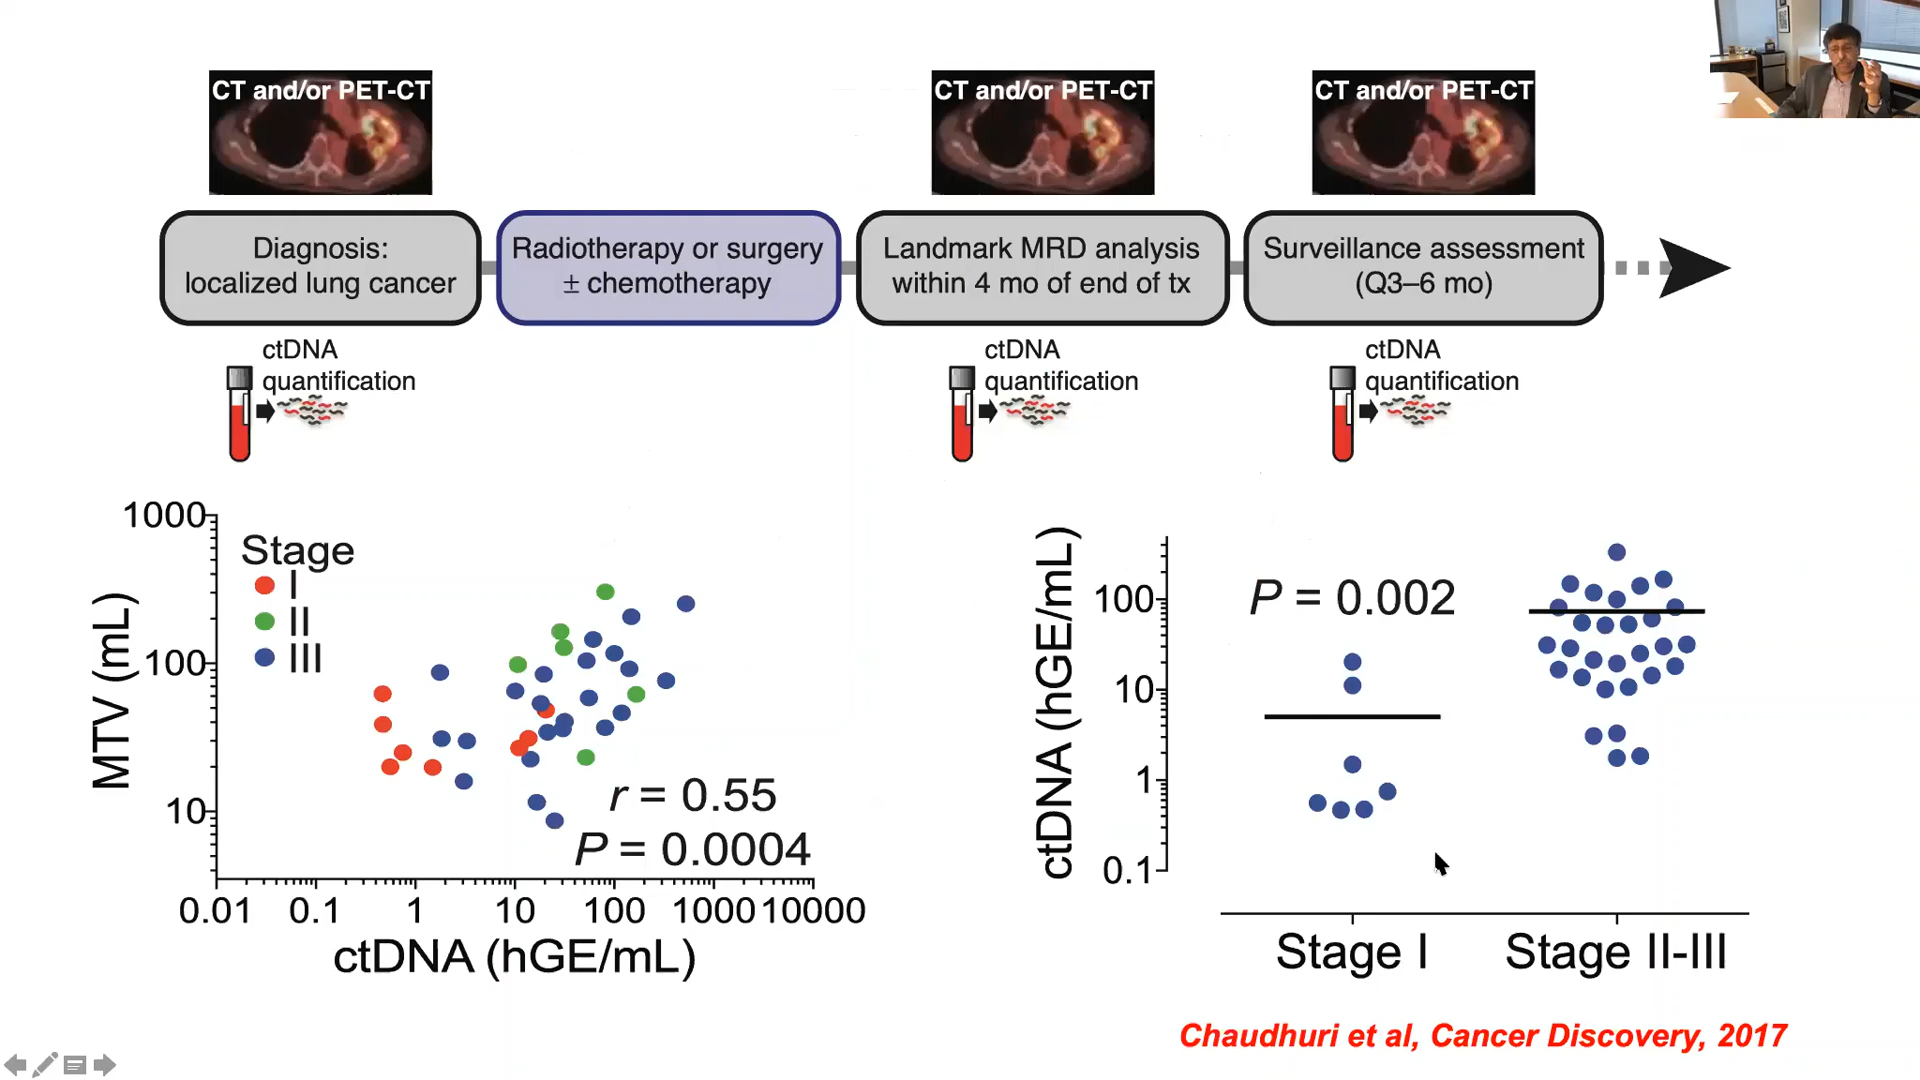 CT and/or PET-CT
CT and/or PET-CT
CT and/or PET-CT
Diagnosis:
localized lung cancer
Radiotherapy or surgery
± chemotherapy
Landmark MRD analysis
within 4 mo of end of tx
Surveillance assessment
(Q3–6 mo)
ctDNA
quantification
ctDNA
quantification
ctDNA
quantification
MTV (mL)
1000
100
10
Stage
I
II
III
r = 0.55
P = 0.0004
0.01
0.1
1
10
100
1000
10000
ctDNA (hGE/mL)
ctDNA (hGE/mL)
100
10
1
0.1
P = 0.002
Stage I
Stage II-III
Chaudhuri et al, Cancer Discovery, 2017